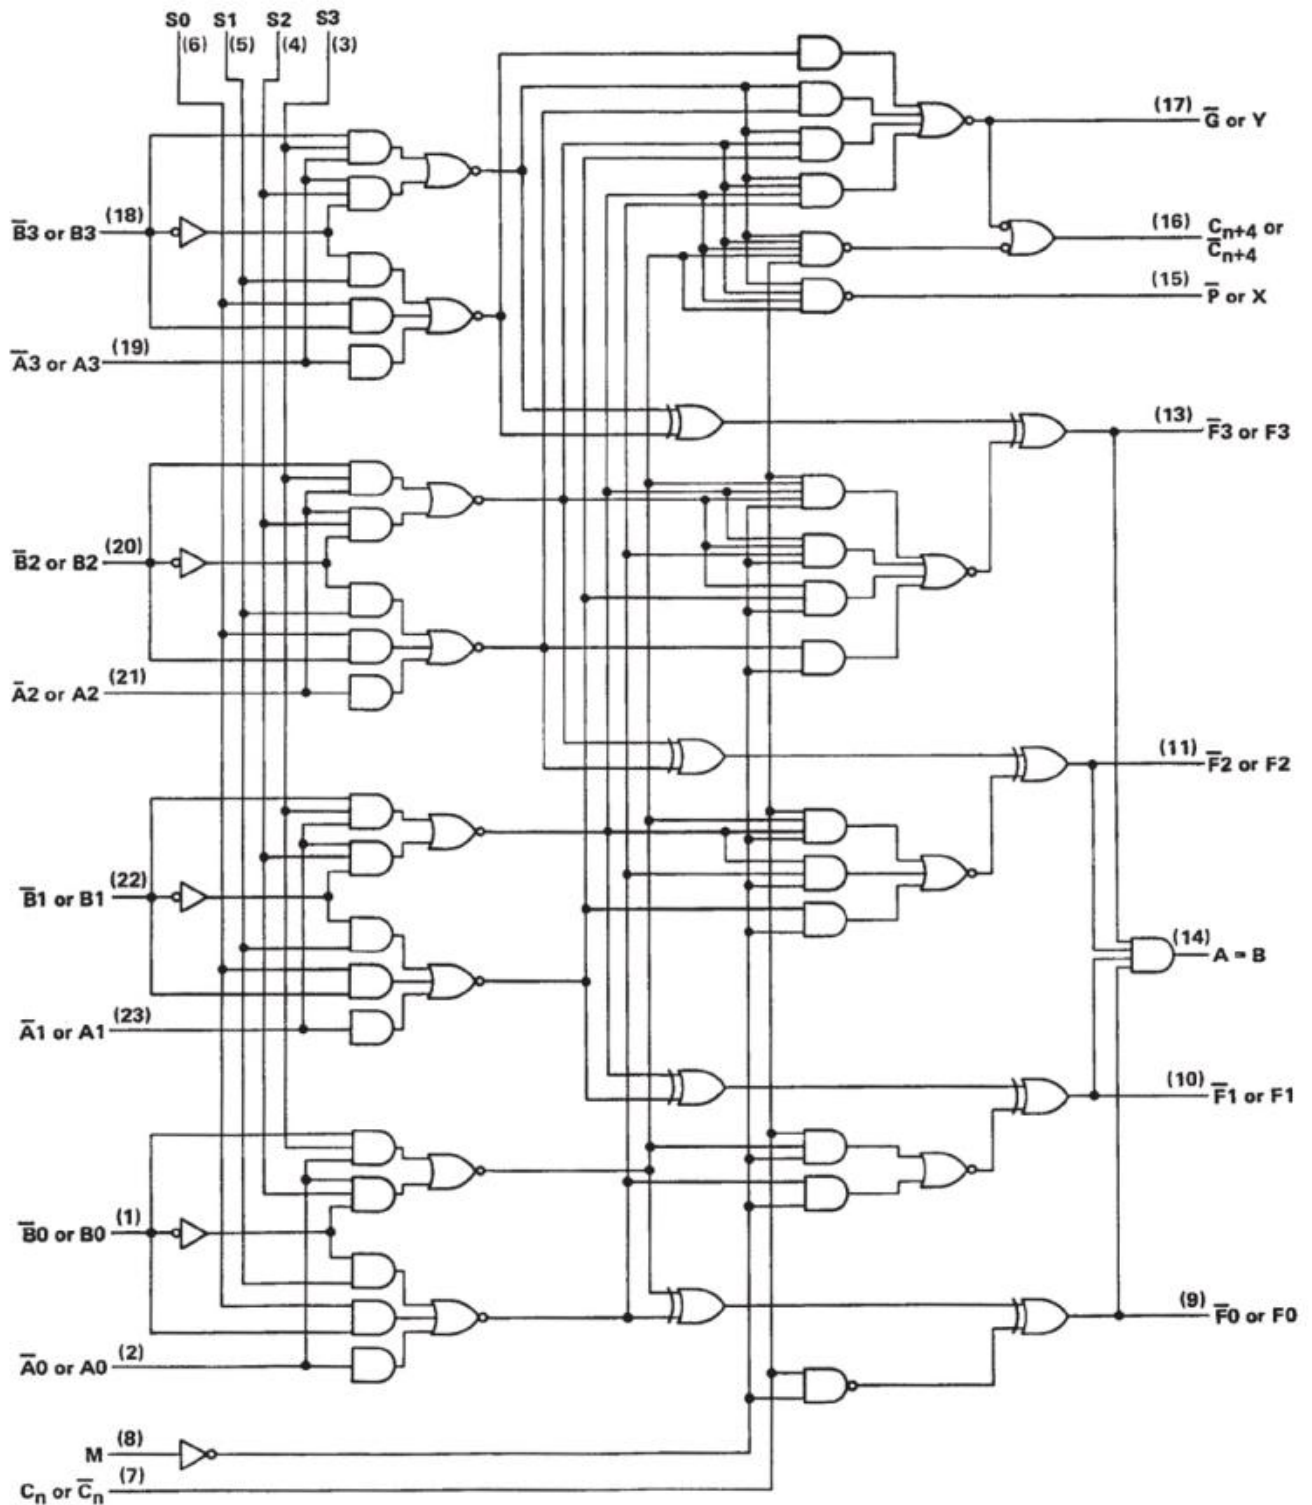 S0 S1 S2 S3
(6) (5) (4) (3)
(17) G̅ or Y
(18)
B̅3 or B3
(16) Cn+4 or
C̅n+4
(15) P̅ or X
(19)
A̅3 or A3
(13) F̅3 or F3
(20)
B̅2 or B2
(21)
A̅2 or A2
(11) F̅2 or F2
(22)
B̅1 or B1
(14) A = B
(23)
A̅1 or A1
(10) F̅1 or F1
(1)
B̅0 or B0
(9) F̅0 or F0
(2)
A̅0 or A0
(8)
M
(7)
Cn or C̅n